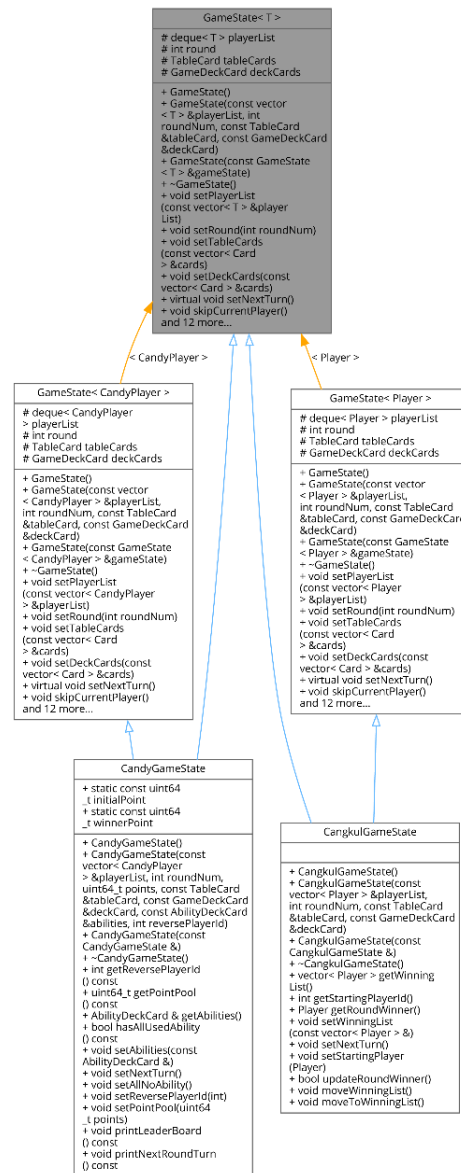 GameState< T >
# deque< T > playerList
# int round
# TableCard tableCards
# GameDeckCard deckCards
+ GameState()
+ GameState(const vector
< T > &playerList, int
roundNum, const TableCard
&tableCard, const GameDeckCard
&deckCard)
+ GameState(const GameState
< T > &gameState)
+ ~GameState()
+ void setPlayerList
(const vector< T > &player
List)
+ void setRound(int roundNum)
+ void setTableCards
(const vector< Card
> &cards)
+ void setDeckCards(const
vector< Card > &cards)
+ virtual void setNextTurn()
+ void skipCurrentPlayer()
and 12 more...
< CandyPlayer >
< Player >
GameState< CandyPlayer >
# deque< CandyPlayer
> playerList
# int round
# TableCard tableCards
# GameDeckCard deckCards
+ GameState()
+ GameState(const vector
< CandyPlayer > &playerList,
int roundNum, const TableCard
&tableCard, const GameDeckCard
&deckCard)
+ GameState(const GameState
< CandyPlayer > &gameState)
+ ~GameState()
+ void setPlayerList
(const vector< CandyPlayer
> &playerList)
+ void setRound(int roundNum)
+ void setTableCards
(const vector< Card
> &cards)
+ void setDeckCards(const
vector< Card > &cards)
+ virtual void setNextTurn()
+ void skipCurrentPlayer()
and 12 more...
GameState< Player >
# deque< Player > playerList
# int round
# TableCard tableCards
# GameDeckCard deckCards
+ GameState()
+ GameState(const vector
< Player > &playerList,
int roundNum, const TableCard
&tableCard, const GameDeckCard
&deckCard)
+ GameState(const GameState
< Player > &gameState)
+ ~GameState()
+ void setPlayerList
(const vector< Player
> &playerList)
+ void setRound(int roundNum)
+ void setTableCards
(const vector< Card
> &cards)
+ void setDeckCards(const
vector< Card > &cards)
+ virtual void setNextTurn()
+ void skipCurrentPlayer()
and 12 more...
CandyGameState
+ static const uint64
_t initialPoint
+ static const uint64
_t winnerPoint
+ CandyGameState()
+ CandyGameState(const
vector< CandyPlayer
> &playerList, int roundNum,
uint64_t points, const TableCard
&tableCard, const GameDeckCard
&deckCard, const AbilityDeckCard
&abilities, int reversePlayerId)
+ CandyGameState(const
CandyGameState &)
+ ~CandyGameState()
+ int getReversePlayerId
() const
+ uint64_t getPointPool
() const
+ AbilityDeckCard & getAbilities()
+ bool hasAllUsedAbility
() const
+ void setAbilities(const
AbilityDeckCard &)
+ void setNextTurn()
+ void setAllNoAbility()
+ void setReversePlayerId(int)
+ void setPointPool(uint64
_t points)
+ void printLeaderBoard
() const
+ void printNextRoundTurn
() const
CangkulGameState
+ CangkulGameState()
+ CangkulGameState(const
vector< Player > &playerList,
int roundNum, const TableCard
&tableCard, const GameDeckCard
&deckCard)
+ CangkulGameState(const
CangkulGameState &)
+ ~CangkulGameState()
+ vector< Player > getWinning
List()
+ int getStartingPlayerId()
+ Player getRoundWinner()
+ void setWinningList
(const vector< Player > &)
+ void setNextTurn()
+ void setStartingPlayer
(Player)
+ bool updateRoundWinner()
+ void moveWinningList()
+ void moveToWinningList()